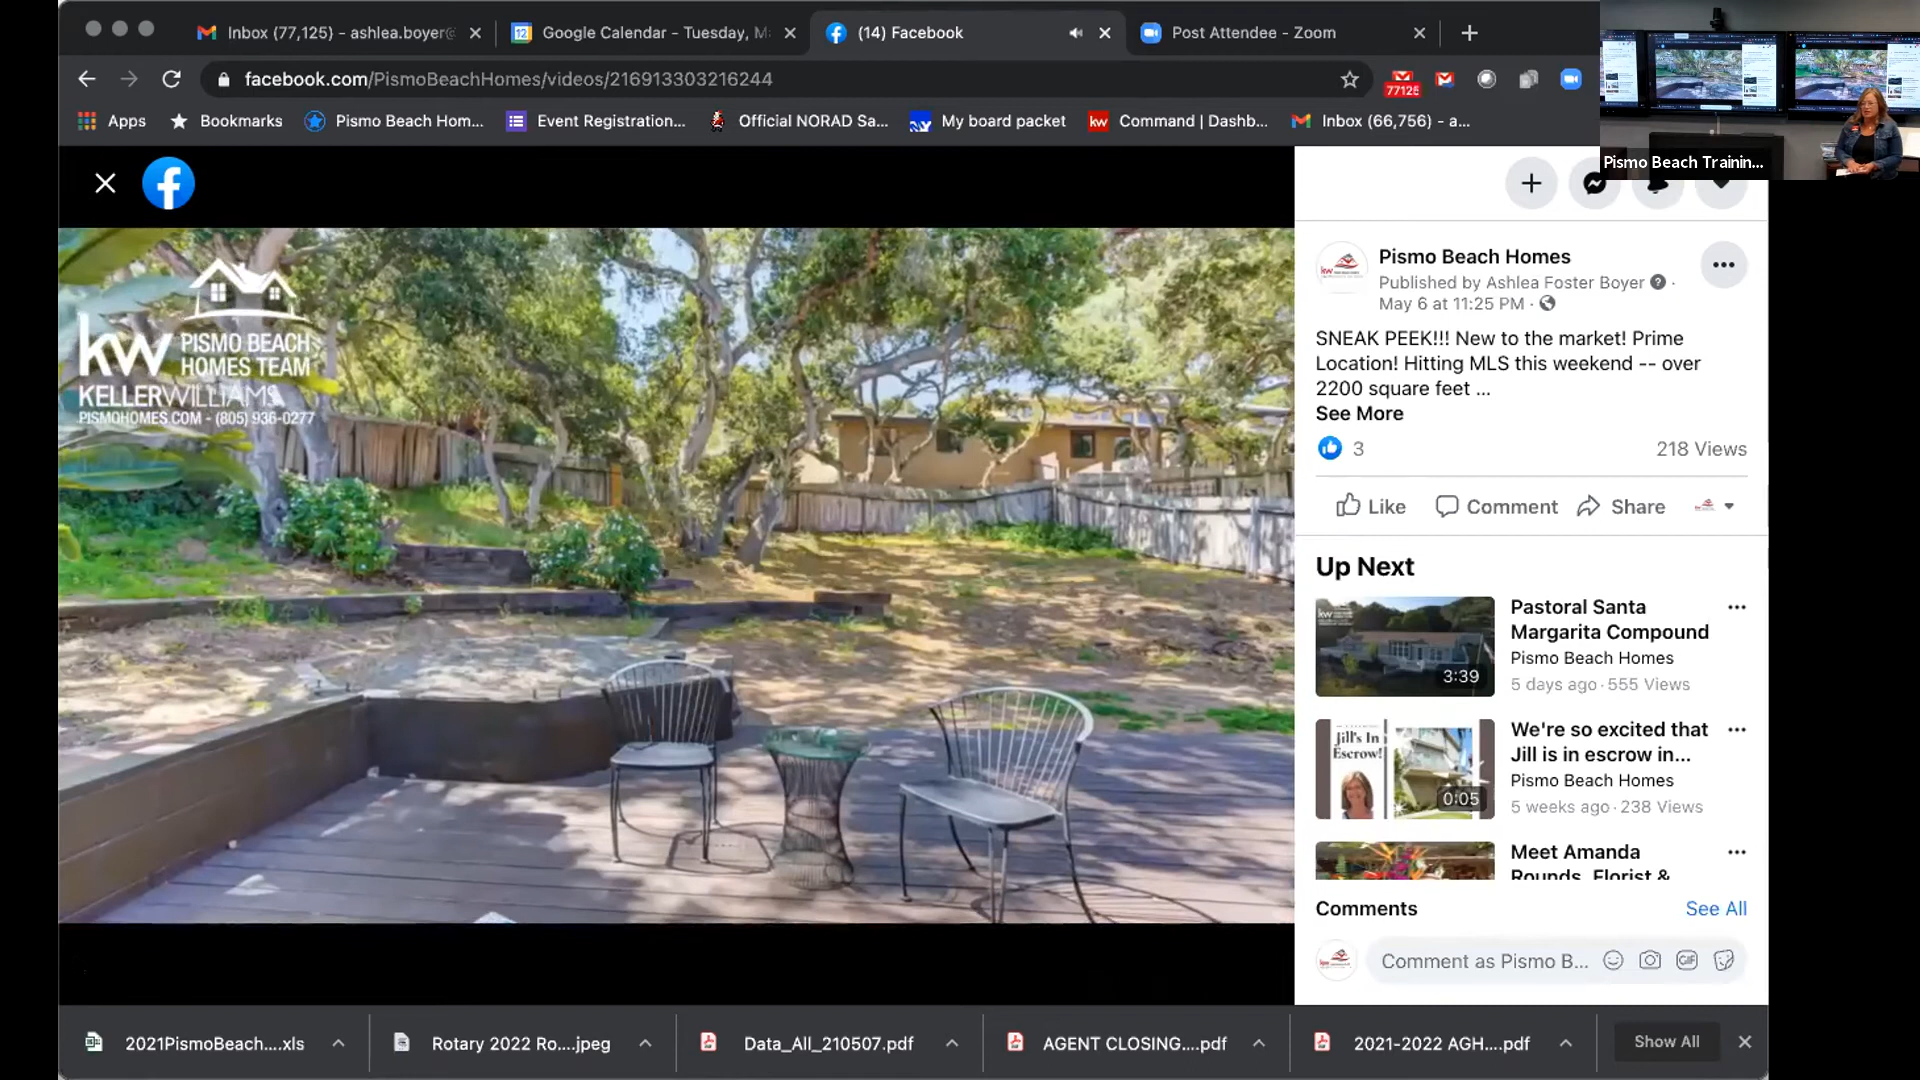 Inbox (77,125) - ashlea.boyer@
Google Calendar - Tuesday, M
(14) Facebook
Post Attendee - Zoom
facebook.com/PismoBeachHomes/videos/216913303216244
77125
Apps
Bookmarks
Pismo Beach Hom...
Event Registration...
Official NORAD Sa...
My board packet
kw
Command | Dashb...
Inbox (66,756) - a...
Pismo Beach Trainin...
kw PISMO BEACH
HOMES TEAM
KELLERWILLIAMS
PISMOHOMES.COM - (805) 936-0277
Pismo Beach Homes
Published by Ashlea Foster Boyer ·
May 6 at 11:25 PM ·
SNEAK PEEK!!! New to the market! Prime
Location! Hitting MLS this weekend -- over
2200 square feet ...
See More
3
218 Views
Like
Comment
Share
Up Next
Pastoral Santa
Margarita Compound
Pismo Beach Homes
5 days ago · 555 Views
3:39
We're so excited that
Jill is in escrow in...
Pismo Beach Homes
5 weeks ago · 238 Views
jill's In
Escrow!
0:05
Meet Amanda
Rounds, Florist &
Comments
See All
Comment as Pismo B...
GIF
2021PismoBeach....xls
Rotary 2022 Ro....jpeg
Data_All_210507.pdf
AGENT CLOSING....pdf
2021-2022 AGH....pdf
Show All